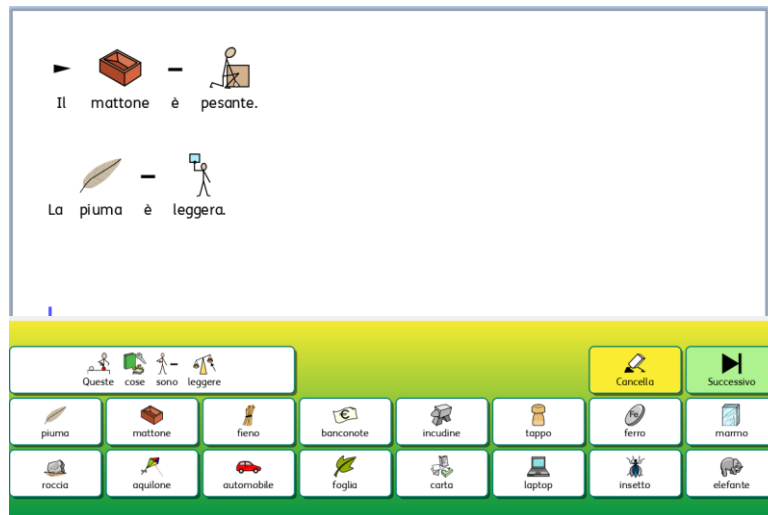 Il mattone è pesante.
La piuma è leggera.
Queste cose sono leggere
Cancella
Successivo
piuma mattone fieno banconote incudine tappo ferro marmo
Fe
roccia aquilone automobile foglia carta laptop insetto elefante